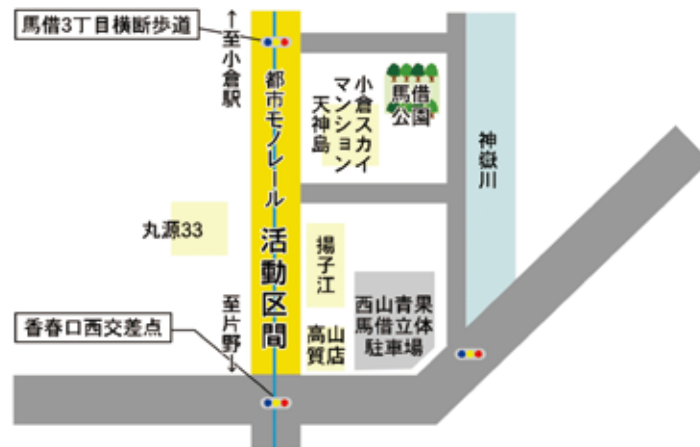 馬借3丁目横断歩道
↑至小倉駅
都市モノレール 活動区間
小倉スカイ
マンション
天神島
馬借
公園
神嶽川
丸源33
揚子江
西山青果
馬借立体
駐車場
至片野↓
香春口西交差点
高山
質店